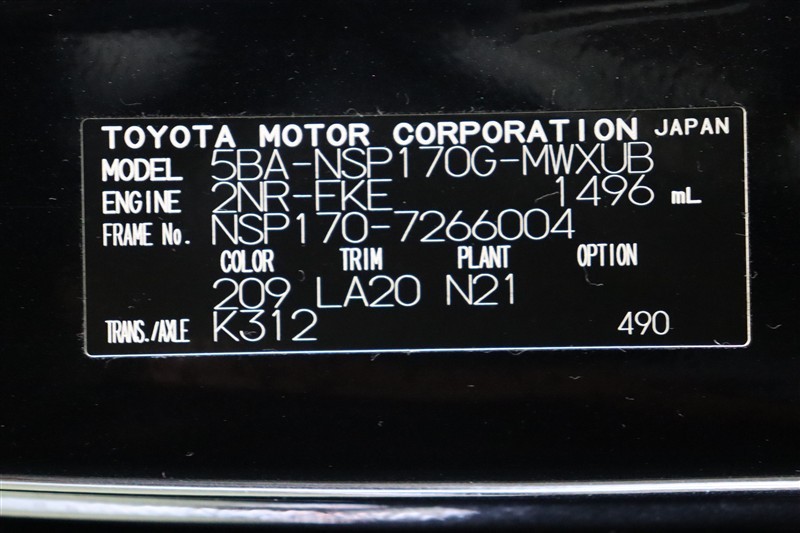 TOYOTA MOTOR CORPORATION JAPAN
MODEL 5BA-NSP170G-MWXUB
ENGINE 2NR-FKE 1496 mL
FRAME No. NSP170-7266004
COLOR TRIM PLANT OPTION
209 LA20 N21
TRANS./AXLE K312 490